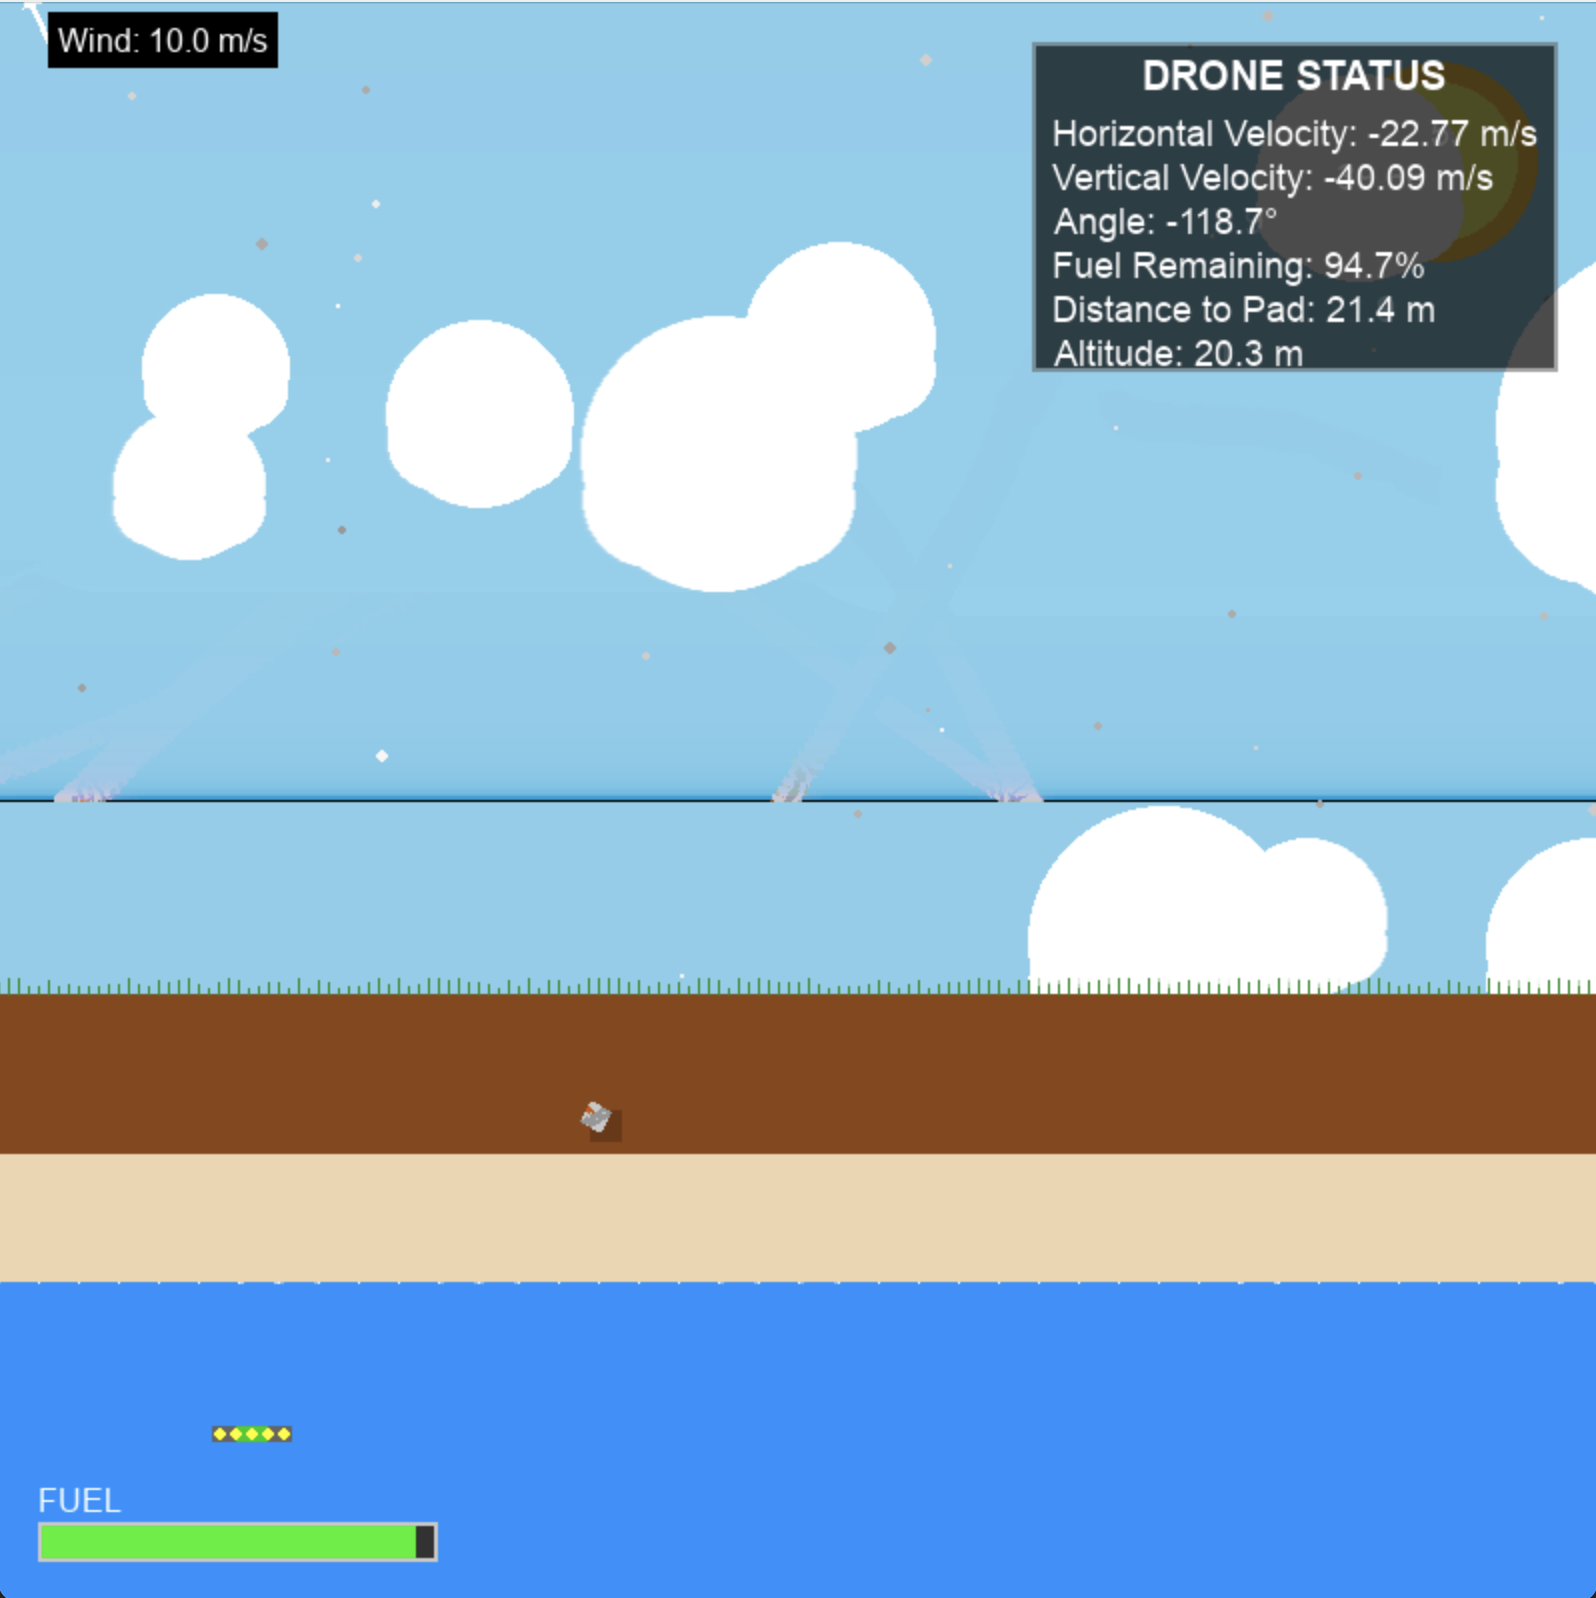 Wind: 10.0 m/s
DRONE STATUS
Horizontal Velocity: -22.77 m/s
Vertical Velocity: -40.09 m/s
Angle: -118.7°
Fuel Remaining: 94.7%
Distance to Pad: 21.4 m
Altitude: 20.3 m
FUEL